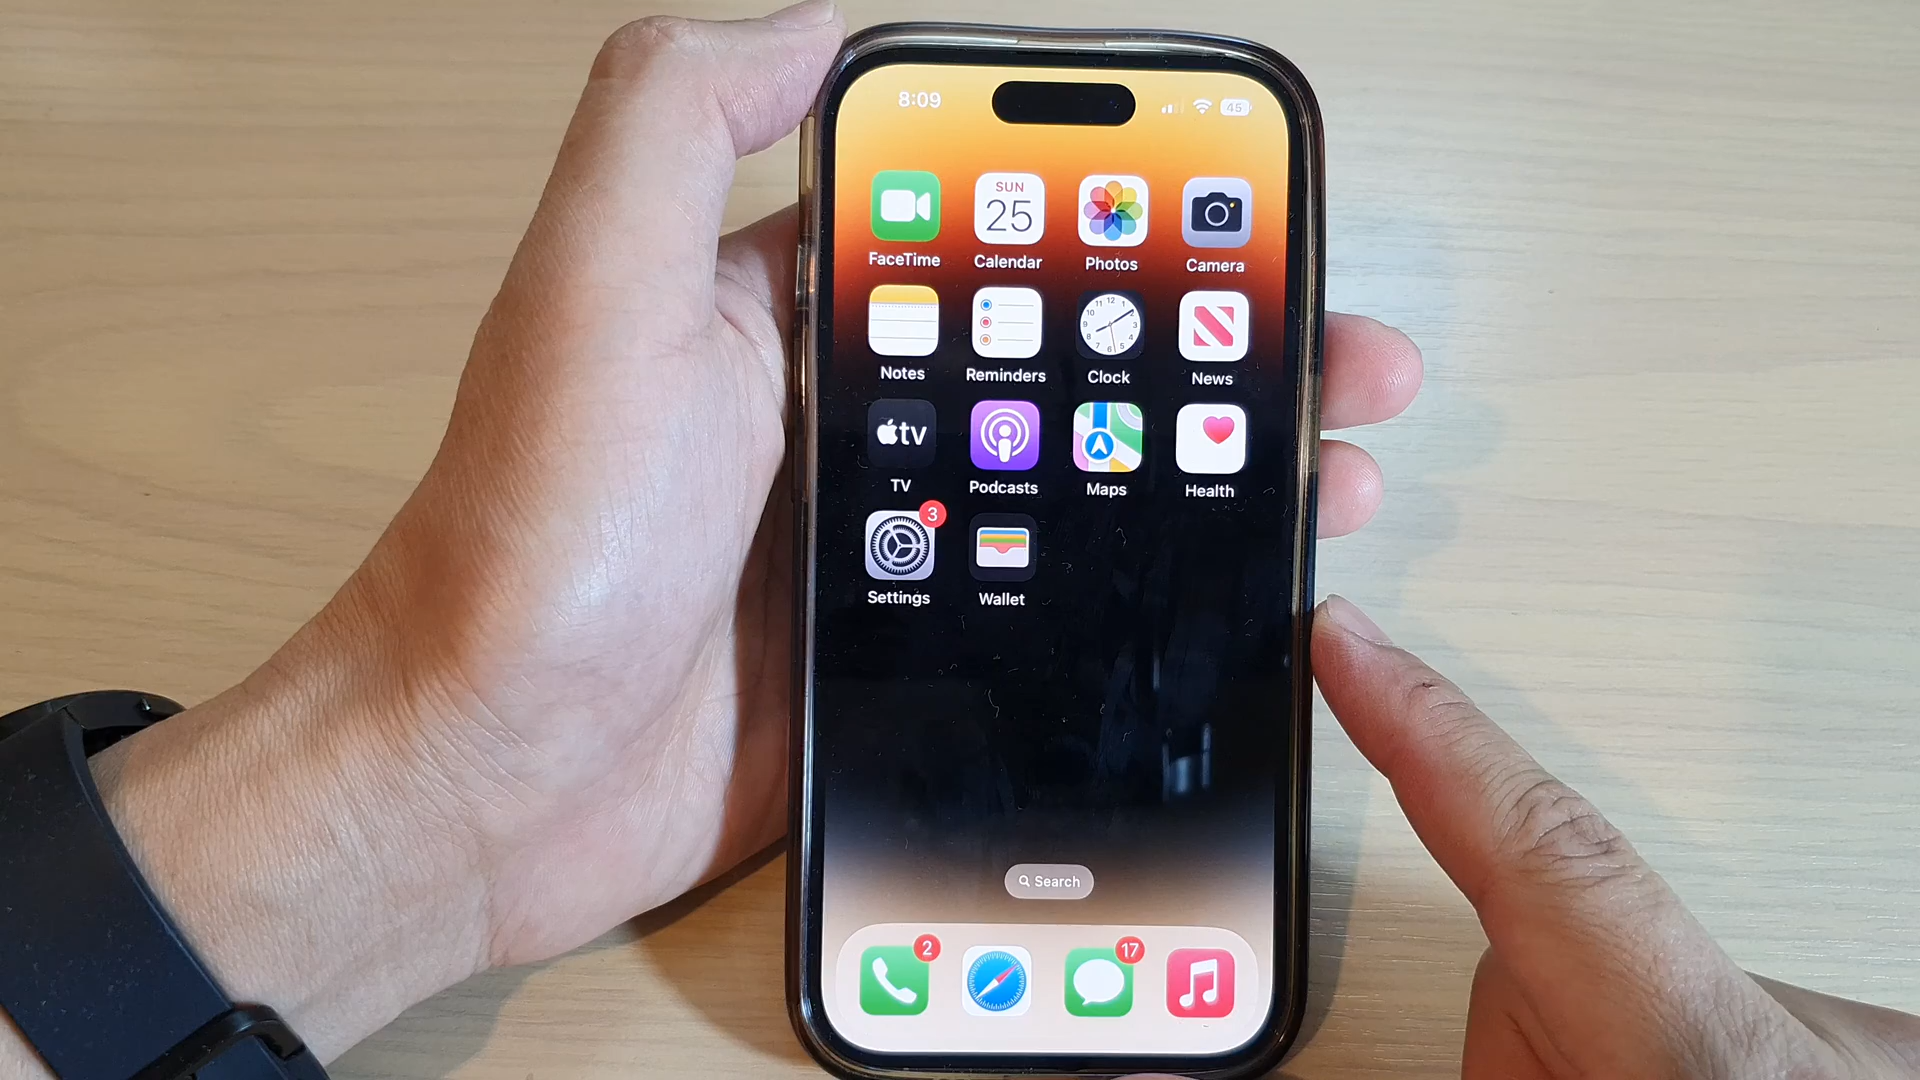 8:09 45
SUN
25
FaceTime Calendar Photos Camera
Notes Reminders Clock News
tv
TV Podcasts Maps Health
3
Settings Wallet
Search
2 17